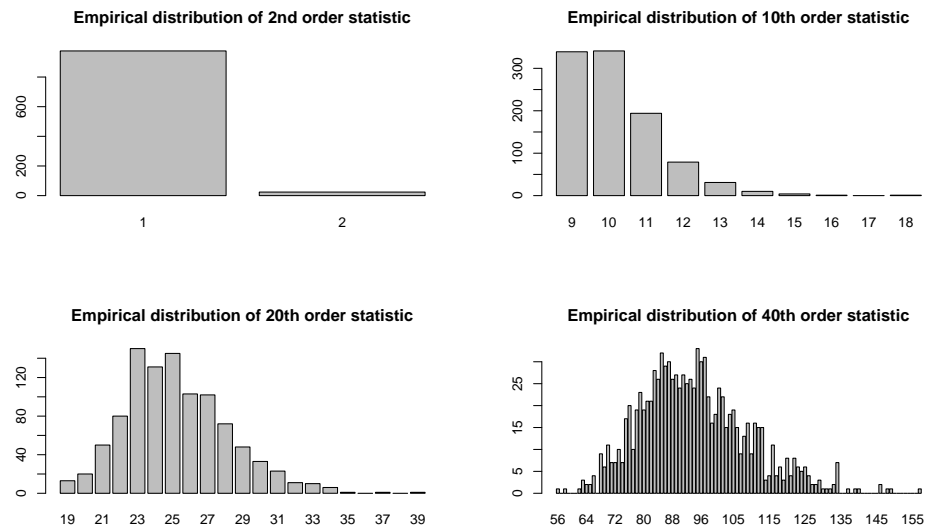 Empirical distribution of 2nd order statistic
600
200
0
1 2
Empirical distribution of 10th order statistic
300
200
100
0
9 10 11 12 13 14 15 16 17 18
Empirical distribution of 20th order statistic
120
80
40
0
19 21 23 25 27 29 31 33 35 37 39
Empirical distribution of 40th order statistic
25
15
5
0
56 64 72 80 88 96 105 115 125 135 145 155